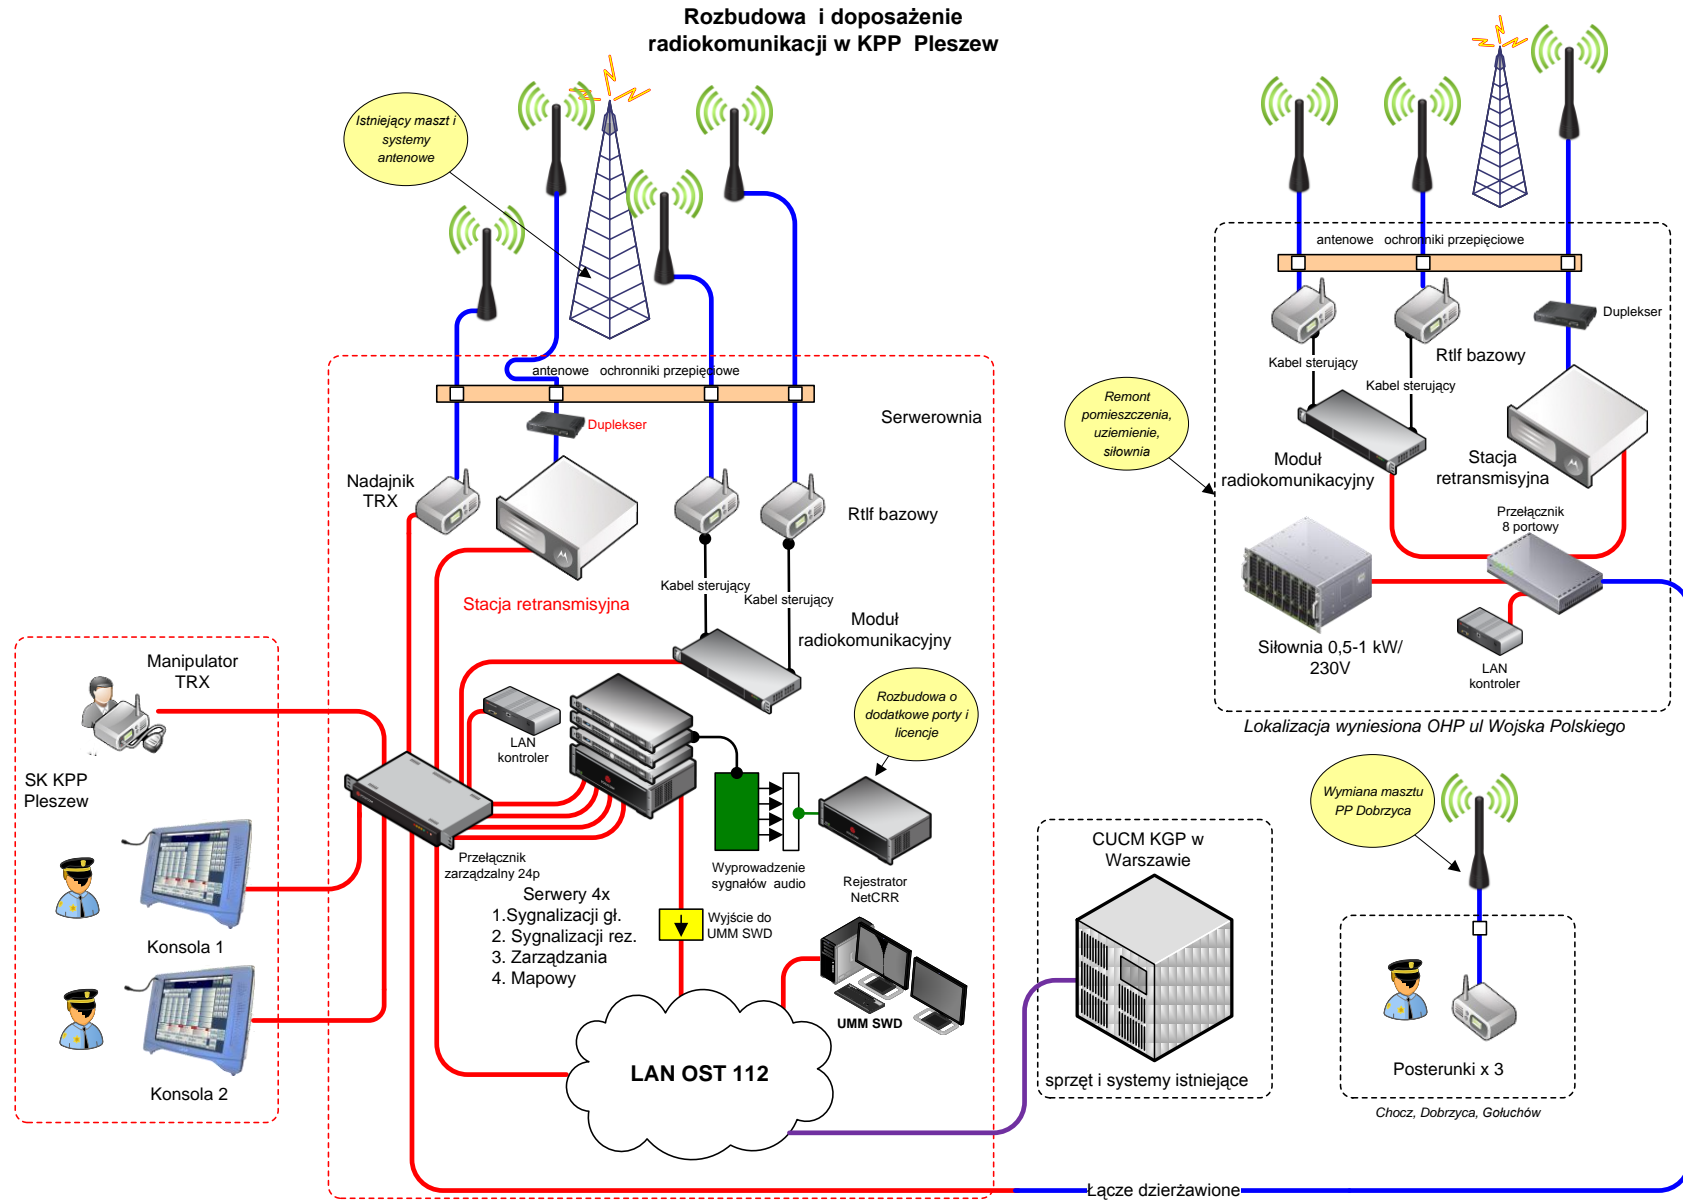 Rozbudowa i doposażenie
radiokomunikacji w KPP Pleszew
Istniejący maszt i
systemy
antenowe
antenowe ochronniki przepięciowe
Duplekser
Serwerownia
Nadajnik
TRX
Rtlf bazowy
Kabel sterujący
Kabel sterujący
Stacja retransmisyjna
Moduł
radiokomunikacyjny
Manipulator
TRX
SK KPP
Pleszew
Konsola 1
Konsola 2
LAN
kontroler
Przełącznik
zarządzalny 24p
Serwery 4x
1.Sygnalizacji gł.
2. Sygnalizacji rez.
3. Zarządzania
4. Mapowy
Rozbudowa o
dodatkowe porty i
licencje
Wyprowadzenie
sygnałów audio
Rejestrator
NetCRR
Wyjście do
UMM SWD
UMM SWD
LAN OST 112
antenowe ochronniki przepięciowe
Duplekser
Rtlf bazowy
Kabel sterujący
Kabel sterujący
Remont
pomieszczenia,
uziemienie,
siłownia
Moduł
radiokomunikacyjny
Stacja
retransmisyjna
Przełącznik
8 portowy
Siłownia 0,5-1 kW/
230V
LAN
kontroler
Lokalizacja wyniesiona OHP ul Wojska Polskiego
CUCM KGP w
Warszawie
sprzęt i systemy istniejące
Wymiana masztu
PP Dobrzyca
Posterunki x 3
Chocz, Dobrzyca, Gołuchów
Łącze dzierżawione